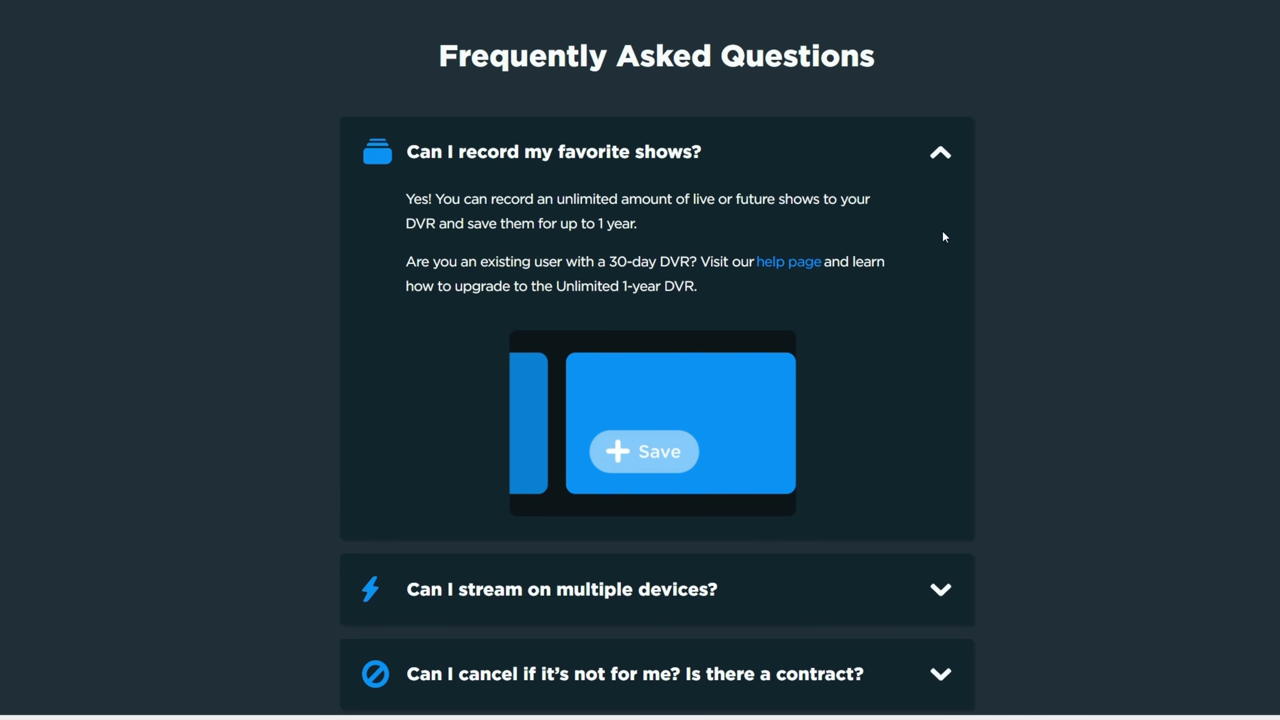 Frequently Asked Questions
Can I record my favorite shows?
Yes! You can record an unlimited amount of live or future shows to your
DVR and save them for up to 1 year.
Are you an existing user with a 30-day DVR? Visit our help page and learn
how to upgrade to the Unlimited 1-year DVR.
Save
Can I stream on multiple devices?
Can I cancel if it’s not for me? Is there a contract?